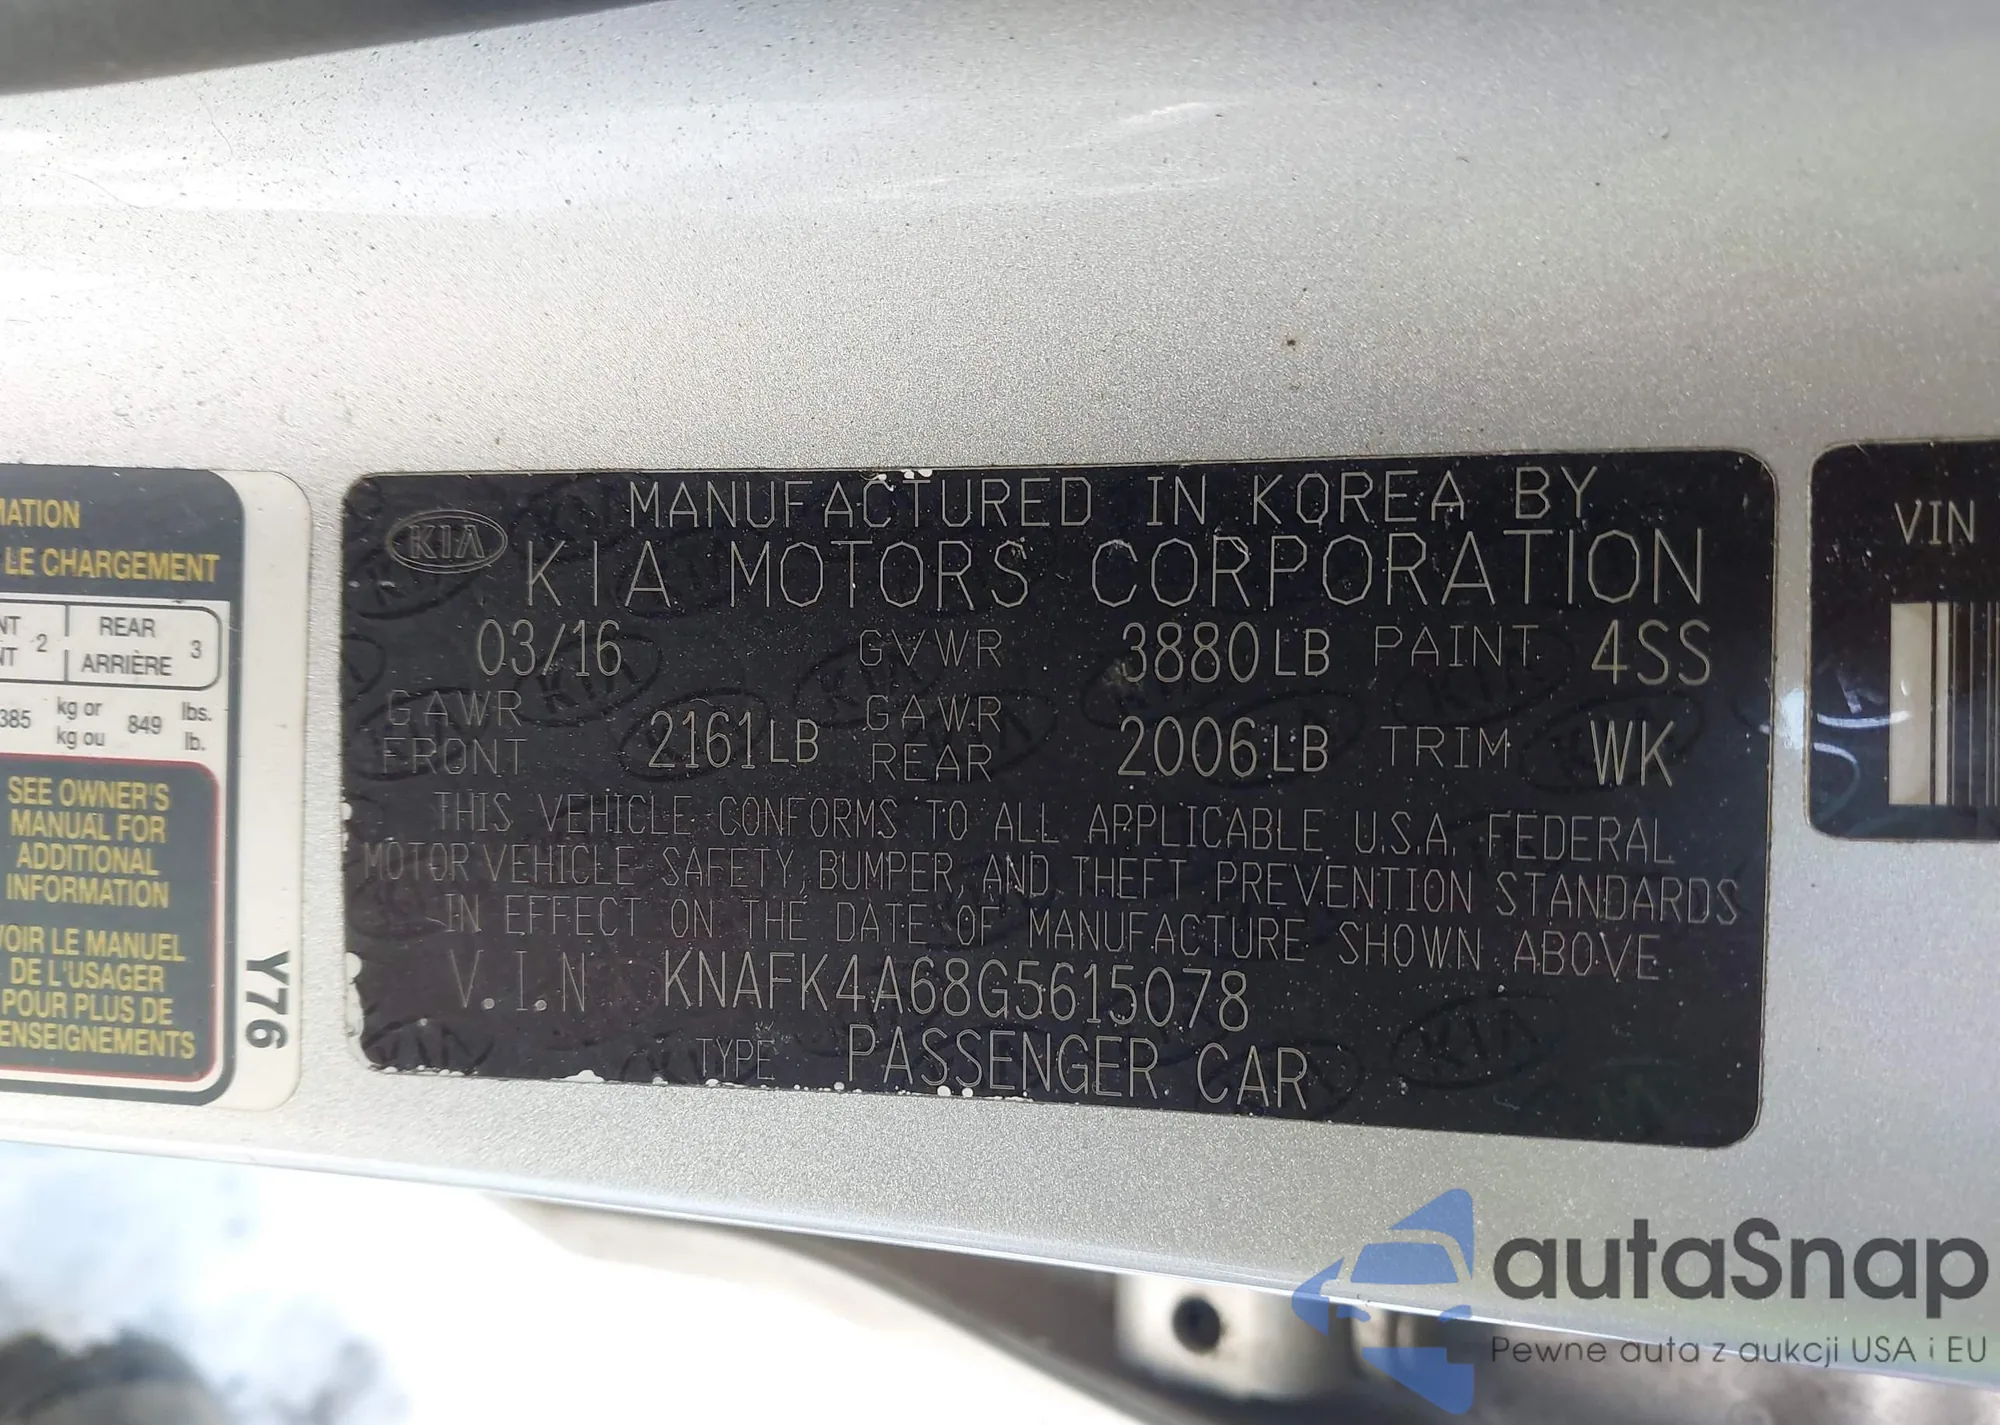 MATION
LE CHARGEMENT
2 | REAR 3
ARRIÈRE
385 kg or 849 lbs.
kg ou lb.
SEE OWNER'S
MANUAL FOR
ADDITIONAL
INFORMATION
VOIR LE MANUEL
DE L'USAGER
POUR PLUS DE
ENSEIGNEMENTS
Y76
KIA
MANUFACTURED IN KOREA BY
KIA MOTORS CORPORATION
03/16 GVWR 3880LB PAINT 4SS
GAWR FRONT 2161LB GAWR REAR 2006LB TRIM WK
THIS VEHICLE CONFORMS TO ALL APPLICABLE U.S.A. FEDERAL
MOTOR VEHICLE SAFETY, BUMPER, AND THEFT PREVENTION STANDARDS
IN EFFECT ON THE DATE OF MANUFACTURE SHOWN ABOVE.
V.I.N KNAFK4A68G5615078
TYPE PASSENGER CAR
VIN
autaSnap
Pewne auta z aukcji USA i EU